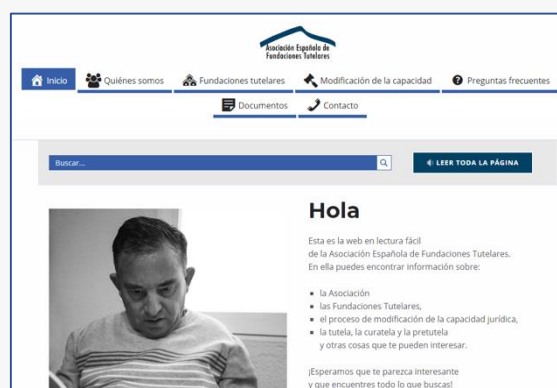 Asociación Española de
Fundaciones Tutelares
Inicio
Quiénes somos
Fundaciones tutelares
Modificación de la capacidad
Preguntas frecuentes
Documentos
Contacto
Buscar...
LEER TODA LA PÁGINA
Hola
Esta es la web en lectura fácil
de la Asociación Española de Fundaciones Tutelares.
En ella puedes encontrar información sobre:
la Asociación
las Fundaciones Tutelares,
el proceso de modificación de la capacidad jurídica,
la tutela, la curatela y la pretutela
y otras cosas que te pueden interesar.
¡Esperamos que te parezca interesante
y que encuentres todo lo que buscas!